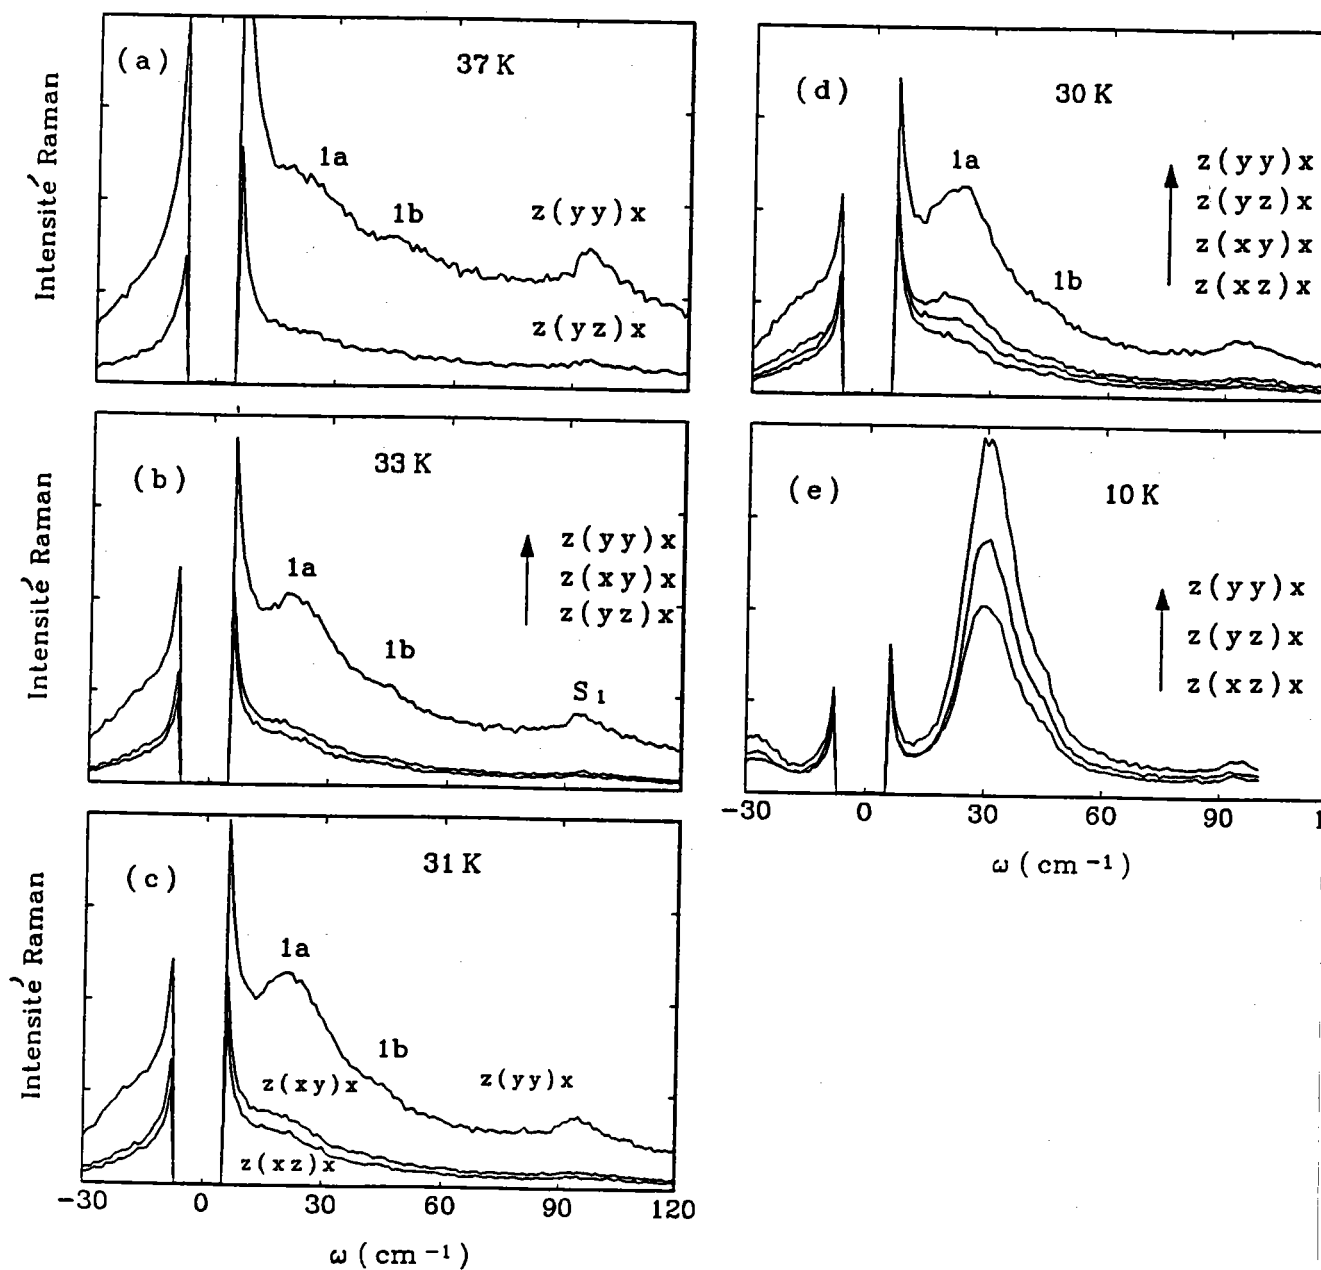 (a)
37 K
1a
1b
z(yy)x
z(yz)x
Intensité Raman
(b)
33 K
z(yy)x
z(xy)x
z(yz)x
1a
1b
S1
Intensité Raman
(c)
31 K
1a
1b
z(xy)x
z(yy)x
z(xz)x
Intensité Raman
-30 0 30 60 90 120
ω (cm -1)
(d)
30 K
1a
1b
z(yy)x
z(yz)x
z(xy)x
z(xz)x
(e)
10 K
z(yy)x
z(yz)x
z(xz)x
-30 0 30 60 90
ω (cm -1)